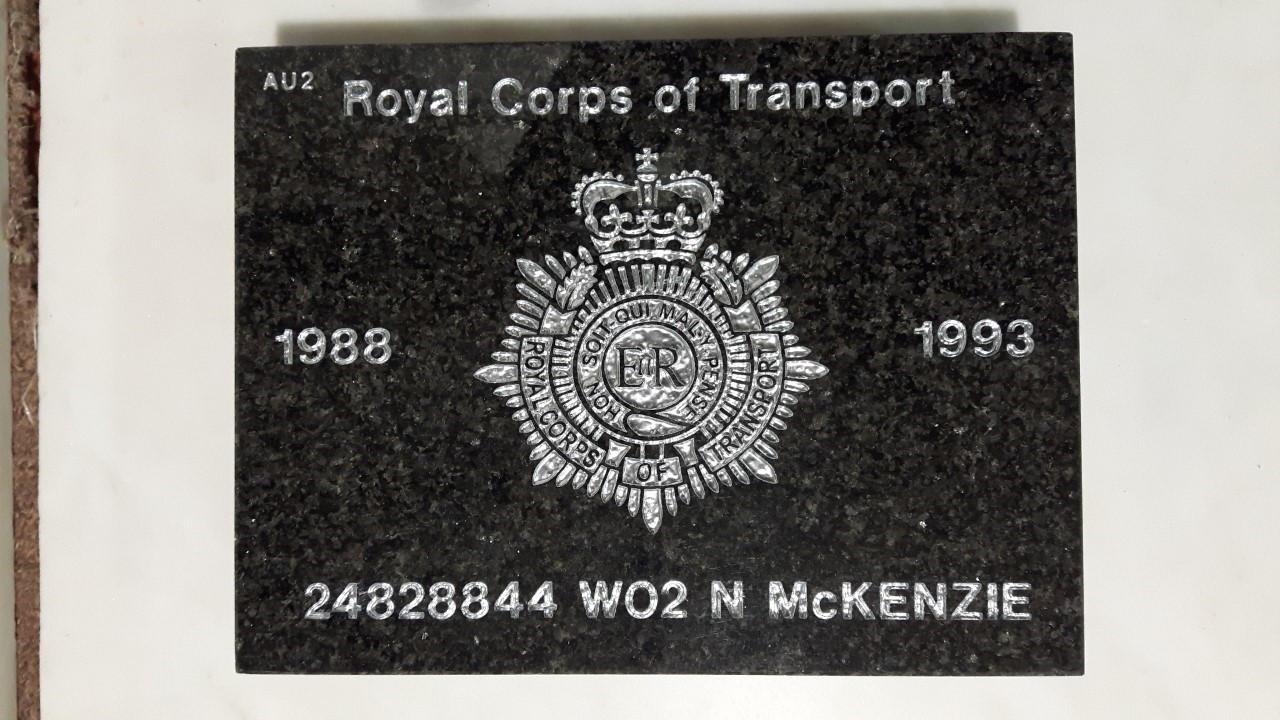 AU2
Royal Corps of Transport
HONI SOIT QUI MAL Y PENSE
EIIR
ROYAL CORPS OF TRANSPORT
1988
1993
24828844 WO2 N McKENZIE